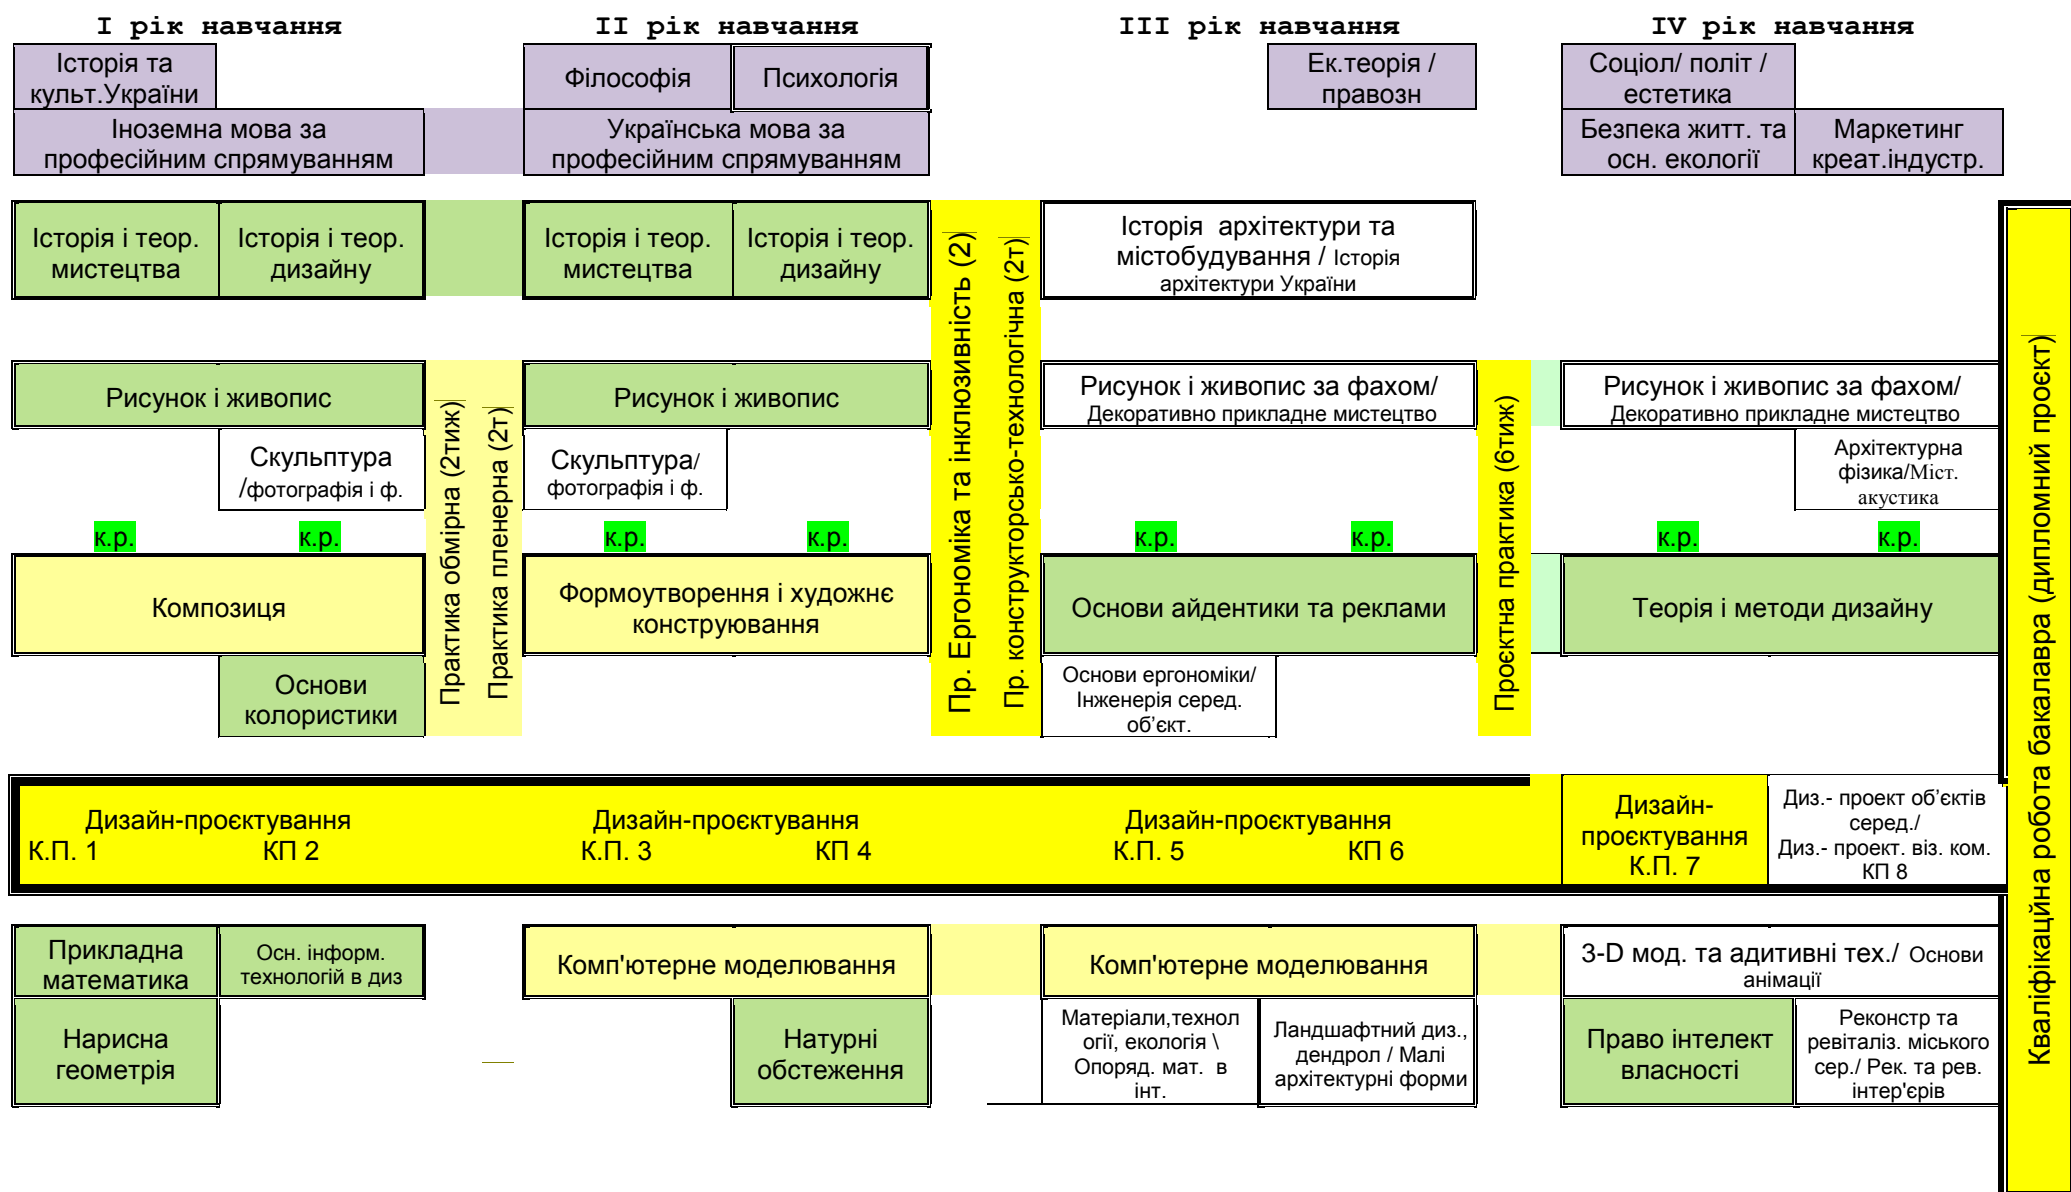 I рік навчання
II рік навчання
III рік навчання
IV рік навчання
Історія та
культ.України
Філософія
Психологія
Ек.теорія /
правозн
Соціол/ політ /
естетика
Іноземна мова за
професійним спрямуванням
Українська мова за
професійним спрямуванням
Безпека житт. та
осн. екології
Маркетинг
креат.індустр.
Історія і теор.
мистецтва
Історія і теор.
дизайну
Історія і теор.
мистецтва
Історія і теор.
дизайну
Пр. Ергономіка та інклюзивність (2)
Пр. конструкторсько-технологічна (2т)
Історія архітектури та
містобудування / Історія
архітектури України
Кваліфікаційна робота бакалавра (дипломний проєкт)
Рисунок і живопис
Практика обмірна (2тиж)
Практика пленерна (2т)
Рисунок і живопис
Рисунок і живопис за фахом/
Декоративно прикладне мистецтво
Проєктна практика (6тиж)
Рисунок і живопис за фахом/
Декоративно прикладне мистецтво
Скульптура
/фотографія і ф.
Скульптура/
фотографія і ф.
Архітектурна
фізика/Міст.
акустика
к.р.
к.р.
к.р.
к.р.
к.р.
к.р.
к.р.
к.р.
Композиця
Формоутворення і художнє
конструювання
Основи айдентики та реклами
Теорія і методи дизайну
Основи
колористики
Основи ергономіки/
Інженерія серед.
об’єкт.
Дизайн-проєктування
К.П. 1 КП 2
Дизайн-проєктування
К.П. 3 КП 4
Дизайн-проєктування
К.П. 5 КП 6
Дизайн-
проєктування
К.П. 7
Диз.- проект об’єктів
серед./
Диз.- проект. віз. ком.
КП 8
Прикладна
математика
Осн. інформ.
технологій в диз
Комп'ютерне моделювання
Комп'ютерне моделювання
3-D мод. та адитивні тех./ Основи
анімації
Нарисна
геометрія
Натурні
обстеження
Матеріали,технол
огії, екологія \
Опоряд. мат. в
інт.
Ландшафтний диз.,
дендрол / Малі
архітектурні форми
Право інтелект
власності
Реконстр та
ревіталіз. міського
сер./ Рек. та рев.
інтер'єрів